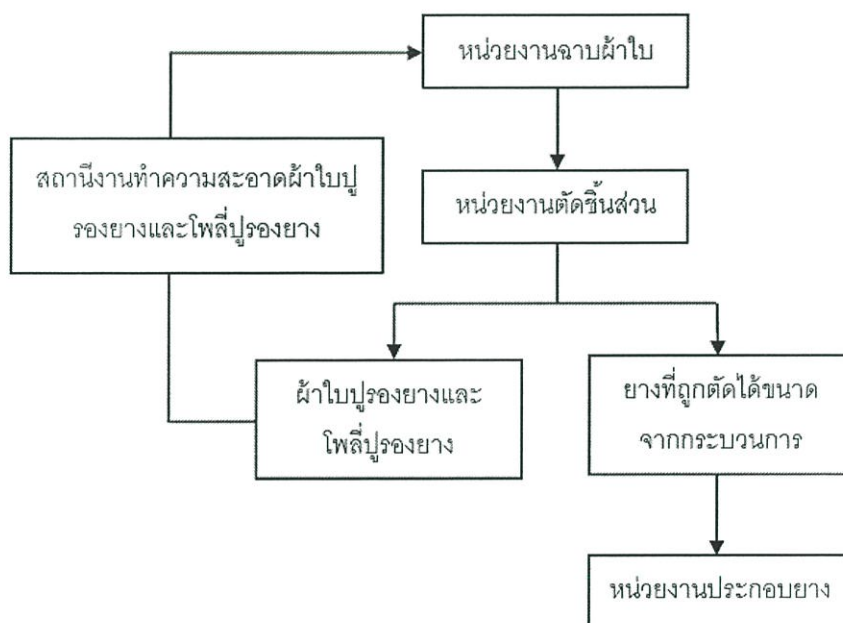 หน่วยงานฉาบผ้าใบ
สถานีงานทำความสะอาดผ้าใบปู
รองยางและโพลี่ปูรองยาง
หน่วยงานตัดชิ้นส่วน
ผ้าใบปูรองยางและ
โพลี่ปูรองยาง
ยางที่ถูกตัดได้ขนาด
จากกระบวนการ
หน่วยงานประกอบยาง